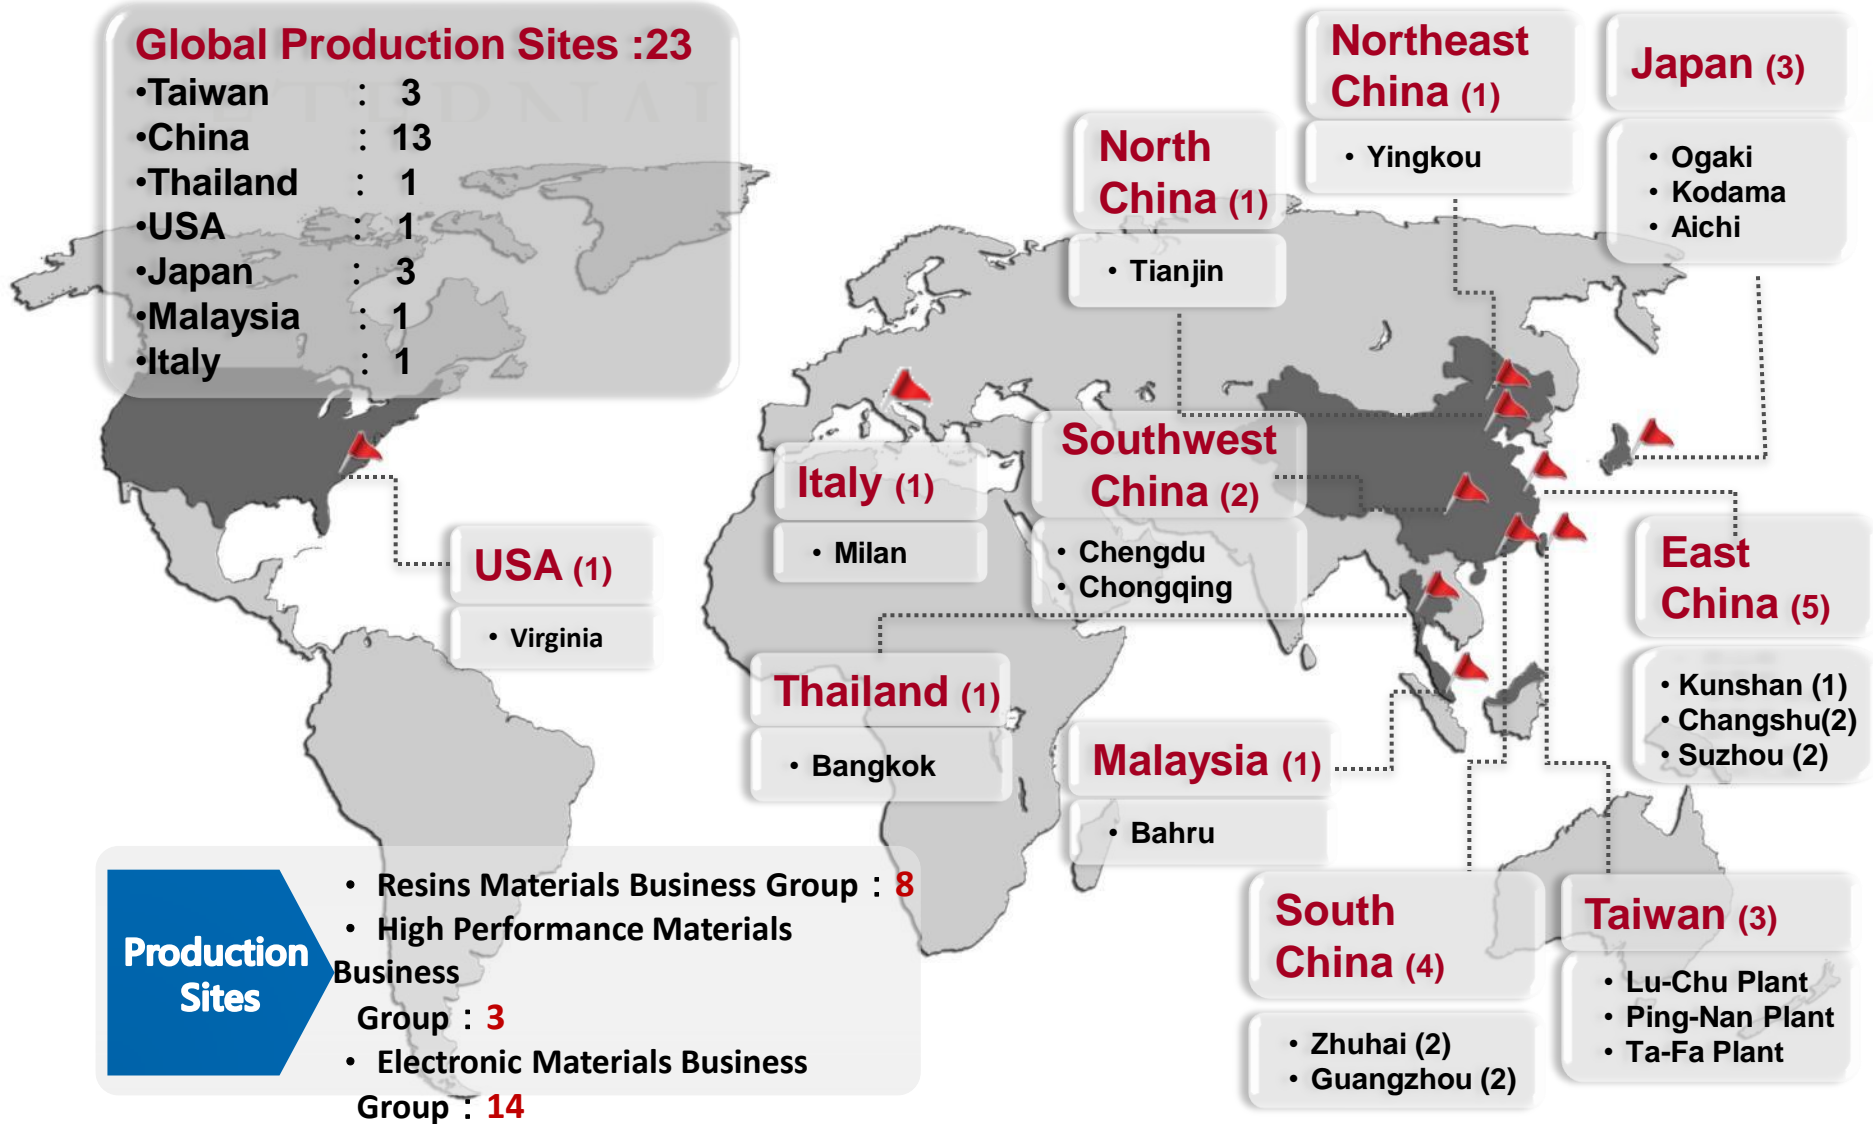 Global Production Sites :23
•Taiwan : 3
•China : 13
•Thailand : 1
•USA : 1
•Japan : 3
•Malaysia : 1
•Italy : 1
Northeast
China (1)
• Yingkou
Japan (3)
• Ogaki
• Kodama
• Aichi
North
China (1)
• Tianjin
Southwest
China (2)
• Chengdu
• Chongqing
Italy (1)
• Milan
USA (1)
• Virginia
East
China (5)
• Kunshan (1)
• Changshu(2)
• Suzhou (2)
Thailand (1)
• Bangkok
Malaysia (1)
• Bahru
South
China (4)
• Zhuhai (2)
• Guangzhou (2)
Taiwan (3)
• Lu-Chu Plant
• Ping-Nan Plant
• Ta-Fa Plant
Production
Sites
• Resins Materials Business Group : 8
• High Performance Materials
Business
Group : 3
• Electronic Materials Business
Group : 14